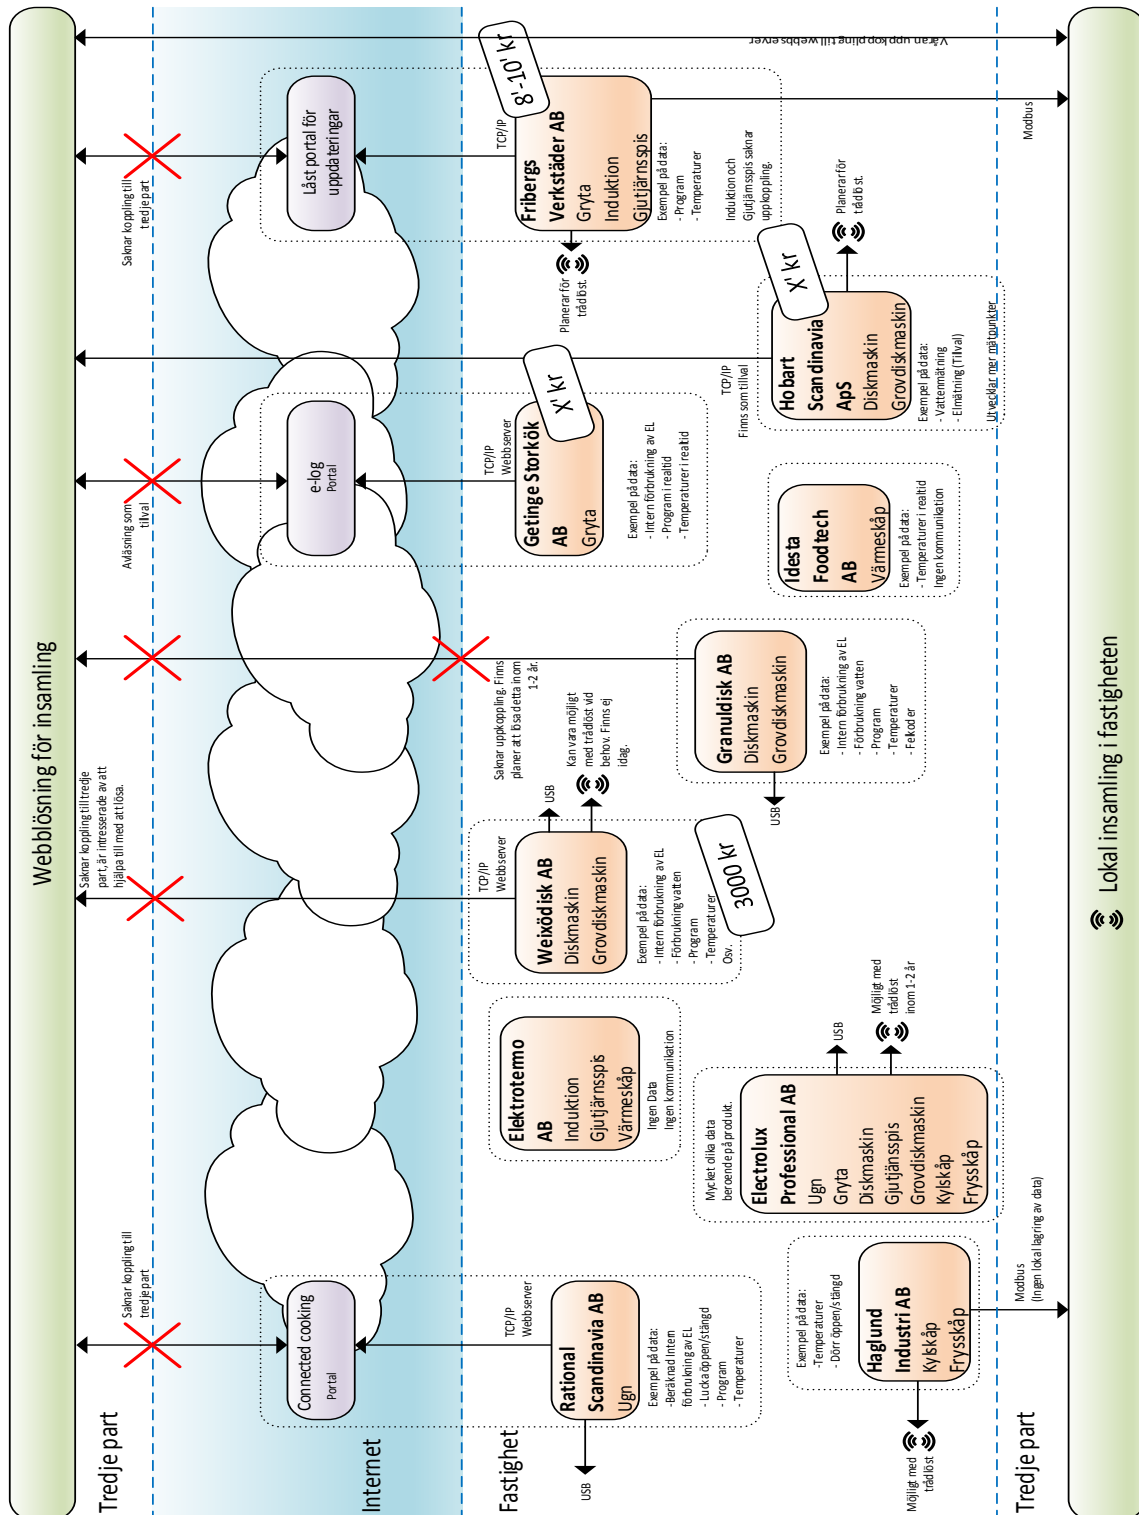 Webblösning för insamling
Tredje part
Internet
Fastighet
Tredje part
Saknar koppling till
tredje part
Connected cooking
Portal
TCP/IP
Webbserver
Rational
Scandinavia AB
Ugn
Exempel på data:
-Beräknad Intern
förbrukning av EL
- Lucka öppen/stängd
- Program
- Temperaturer
USB
Exempel på data:
-Temperaturer
- Dörr öppen/stängd
Haglund
Industri AB
Kylskåp
Frysskåp
Möjligt med
trådlöst
Modbus
(Ingen lokal lagring av data)
Elektrotermo
AB
Induktion
Gjutjärnsspis
Värmeskåp
Ingen Data
Ingen kommunikation
Mycket olika data
beroende på produkt.
Electrolux
Professional AB
Ugn
Gryta
Diskmaskin
Gjutjänsspis
Grovdiskmaskin
Kylskåp
Frysskåp
USB
Möjligt med
trådlöst
inom 1-2 år
Saknar koppling till tredje
part, är intresserade av att
hjälpa till med att lösa.
TCP/IP
Webbserver
Weixödisk AB
Diskmaskin
Grovdiskmaskin
USB
Kan vara möjligt
med trådlöst vid
behov. Finns ej
idag.
Exempel på data:
- Intern förbrukning av EL
- Förbrukning vatten
- Program
- Temperaturer
Osv.
3000 kr
Saknar uppkoppling. Finns
planer att lösa detta inom
1-2 år.
Granuldisk AB
Diskmaskin
Grovdiskmaskin
USB
Exempel på data:
- Intern förbrukning av EL
- Förbrukning vatten
- Program
- Temperaturer
- Felkoder
Avläsning som
tillval
e-log
Portal
TCP/IP
Webbserver
Getinge Storkök
AB
Gryta
X' kr
Exempel på data:
- Intern förbrukning av EL
- Program i realtid
- Temperaturer i realtid
Idesta
Foodtech
AB
Värmeskåp
Exempel på data:
- Temperaturer i realtid
Ingen kommunikation
TCP/IP
Finns som tillval
Hobart
Scandinavia
ApS
Diskmaskin
Grovdiskmaskin
X' kr
Planerar för
trådlöst.
Exempel på data:
- Vattenmätning
- Elmätning (Tillval)
Utvecklar mer mätpunkter
Saknar koppling till
tredje part
Låst portal för
uppdateringar
TCP/IP
Fribergs
Verkstäder AB
Gryta
Induktion
Gjutjärnsspis
8'-10' kr
Planerar för
trådlöst.
Exempel på data:
- Program
- Temperaturer
Induktion och
Gjutjärnsspis saknar
uppkoppling.
Modbus
Våran uppkoppling till webbserver
Lokal insamling i fastigheten